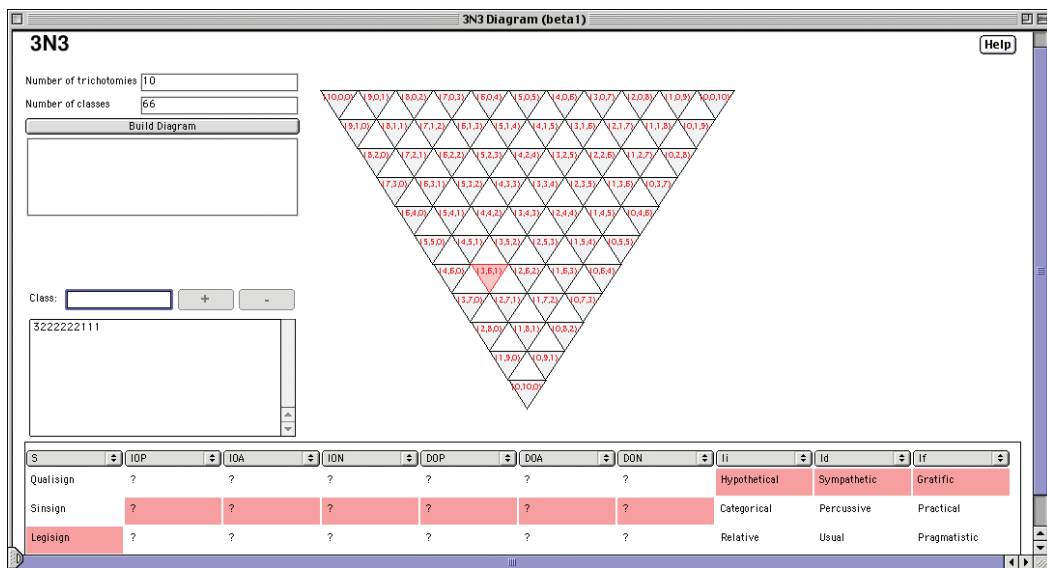 3N3 Diagram (beta1)
3N3
Help
Number of trichotomies 10
Number of classes 66
Build Diagram
(10,0,0) (9,0,1) (8,0,2) (7,0,3) (6,0,4) (5,0,5) (4,0,6) (3,0,7) (2,0,8) (1,0,9) (0,0,10)
(9,1,0) (8,1,1) (7,1,2) (6,1,3) (5,1,4) (4,1,5) (3,1,6) (2,1,7) (1,1,8) (0,1,9)
(8,2,0) (7,2,1) (6,2,2) (5,2,3) (4,2,4) (3,2,5) (2,2,6) (1,2,7) (0,2,8)
(7,3,0) (6,3,1) (5,3,2) (4,3,3) (3,3,4) (2,3,5) (1,3,6) (0,3,7)
(6,4,0) (5,4,1) (4,4,2) (3,4,3) (2,4,4) (1,4,5) (0,4,6)
(5,5,0) (4,5,1) (3,5,2) (2,5,3) (1,5,4) (0,5,5)
(4,6,0) (3,6,1) (2,6,2) (1,6,3) (0,6,4)
(3,7,0) (2,7,1) (1,7,2) (0,7,3)
(2,8,0) (1,8,1) (0,8,2)
(1,9,0) (0,9,1)
(0,10,0)
Class: + -
3222222111
S IOP IOA ION DOP DOA DON Ii Id If
Qualisign ? ? ? ? ? ? Hypothetical Sympathetic Gratific
Sinsign ? ? ? ? ? ? Categorical Percussive Practical
Legisign ? ? ? ? ? ? Relative Usual Pragmatistic